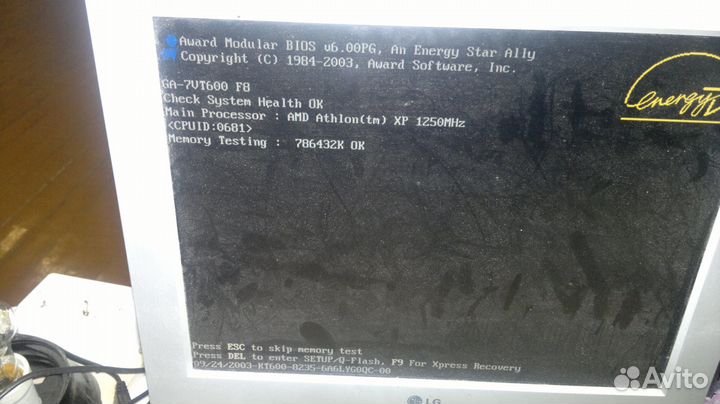 Award Modular BIOS v6.00PG, An Energy Star Ally
Copyright (C) 1984-2003, Award Software, Inc.
GA-7VT600 F8
Check System Health OK
Main Processor : AMD Athlon(tm) XP 1250MHz
<CPUID:0681>
Memory Testing : 786432K OK
energy
Press ESC to skip memory test
Press DEL to enter SETUP/Q-Flash, F9 For Xpress Recovery
09/24/2003-KT600-8235-6A6LYG0QC-00
LG
Avito